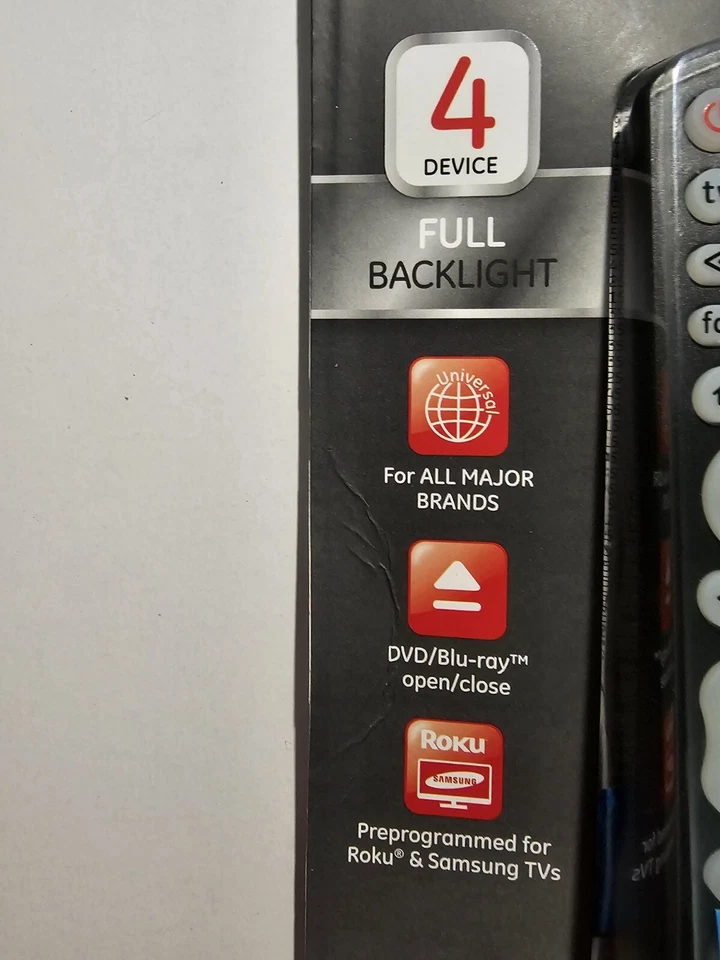 4
DEVICE
FULL
BACKLIGHT
Universal
For ALL MAJOR
BRANDS
DVD/Blu-ray™
open/close
ROKU
SAMSUNG
Preprogrammed for
Roku® & Samsung TVs